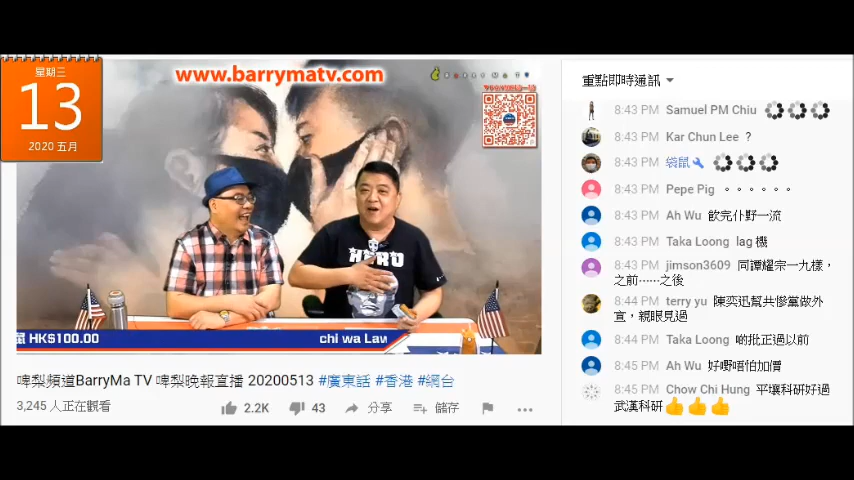 www.barrymatv.com
BARRYMATV
星期三
13
2020 五月
HERO
HK$100.00
chi wa Law
啤梨頻道BarryMa TV 啤梨晚報直播 20200513 #廣東話 #香港 #網台
3,245 人正在觀看
2.2K
43
分享
儲存
重點即時通訊
8:43 PM Samuel PM Chiu
8:43 PM Kar Chun Lee ?
8:43 PM 袋鼠
8:43 PM Pepe Pig 。。。。。。
8:43 PM Ah Wu 飲完仆野一流
8:43 PM Taka Loong lag 機
8:43 PM jimson3609 同譚耀宗一九樣，
之前⋯⋯之後
8:44 PM terry yu 陳奕迅幫共慘黨做外
宣，親眼見過
8:44 PM Taka Loong 啲批正過以前
8:45 PM Ah Wu 好嘢唔怕加價
8:45 PM Chow Chi Hung 平壤科研好過
武漢科研👍👍👍